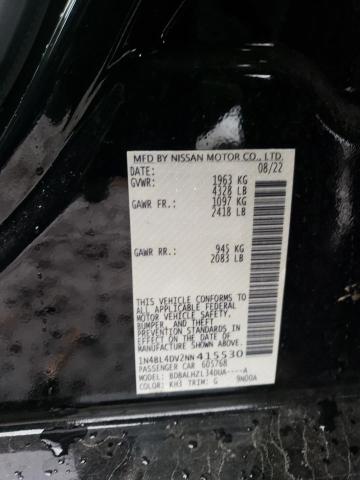 MFD BY NISSAN MOTOR CO., LTD.
DATE: 08/22
GVWR: 1963 KG
4328 LB
GAWR FR.: 1097 KG
2418 LB
GAWR RR.: 945 KG
2083 LB
THIS VEHICLE CONFORMS TO ALL
APPLICABLE FEDERAL
MOTOR VEHICLE SAFETY,
BUMPER, AND THEFT
PREVENTION STANDARDS
IN EFFECT ON THE DATE OF
MANUFACTURE SHOWN ABOVE.
1N4BL4DV2NN415530
PASSENGER CAR 60576B
MODEL: BDBALHZL34DUA----A
COLOR: KH3 TRIM: G 9N00A